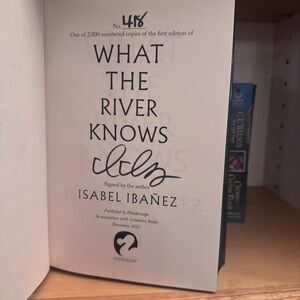 No. 418
One of 2,000 numbered copies of the first edition of
WHAT
THE
RIVER
KNOWS
Signed by the author
ISABEL IBAÑEZ
Published by Hodderscape
In association with Goldsboro Books
November 2023